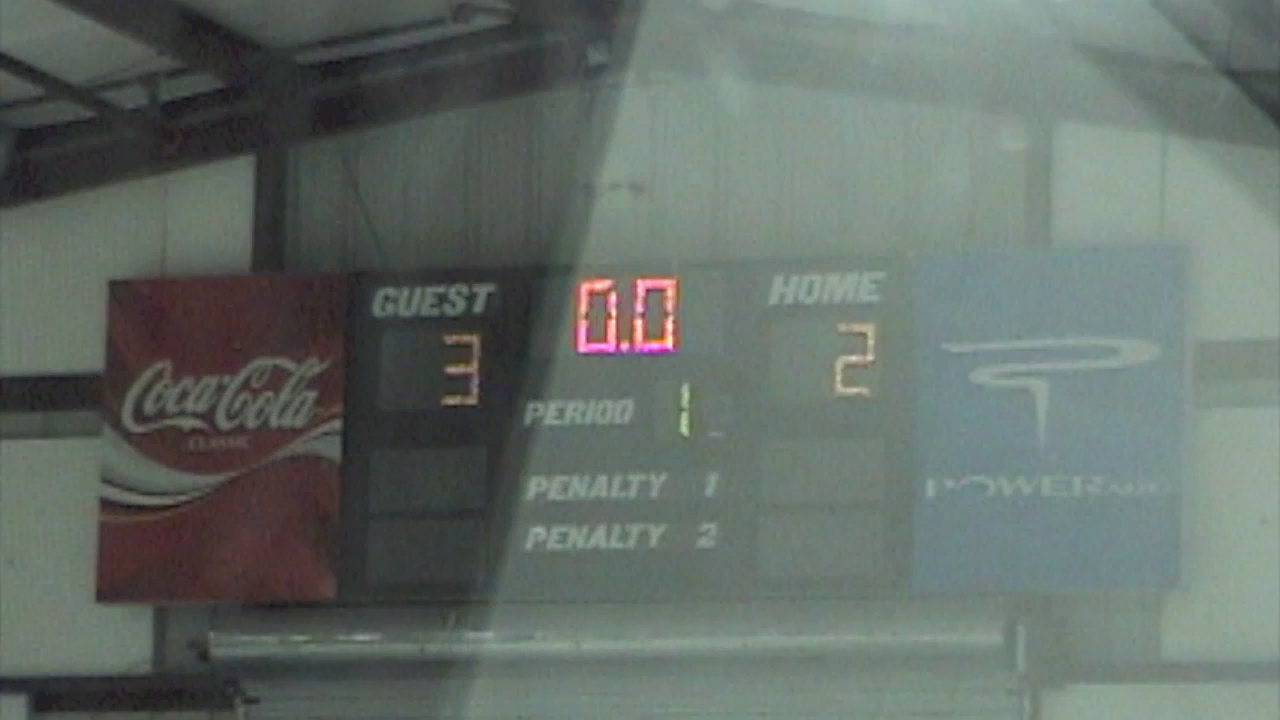 GUEST
0.0
HOME
3
2
Coca-Cola
CLASSIC
PERIOD 1
PENALTY 1
POWER
PENALTY 2